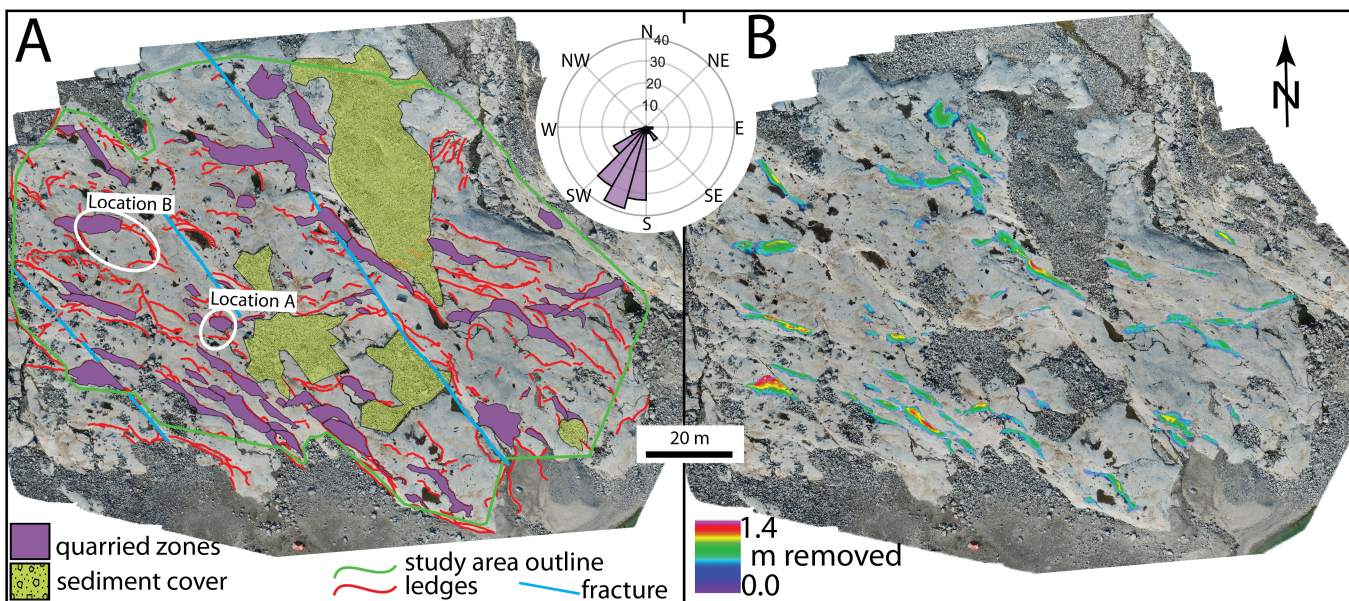 A
B
N
NW
NE
W
E
SW
SE
S
40
30
20
10
N
Location B
Location A
20 m
quarried zones
sediment cover
study area outline
ledges
fracture
1.4
m removed
0.0